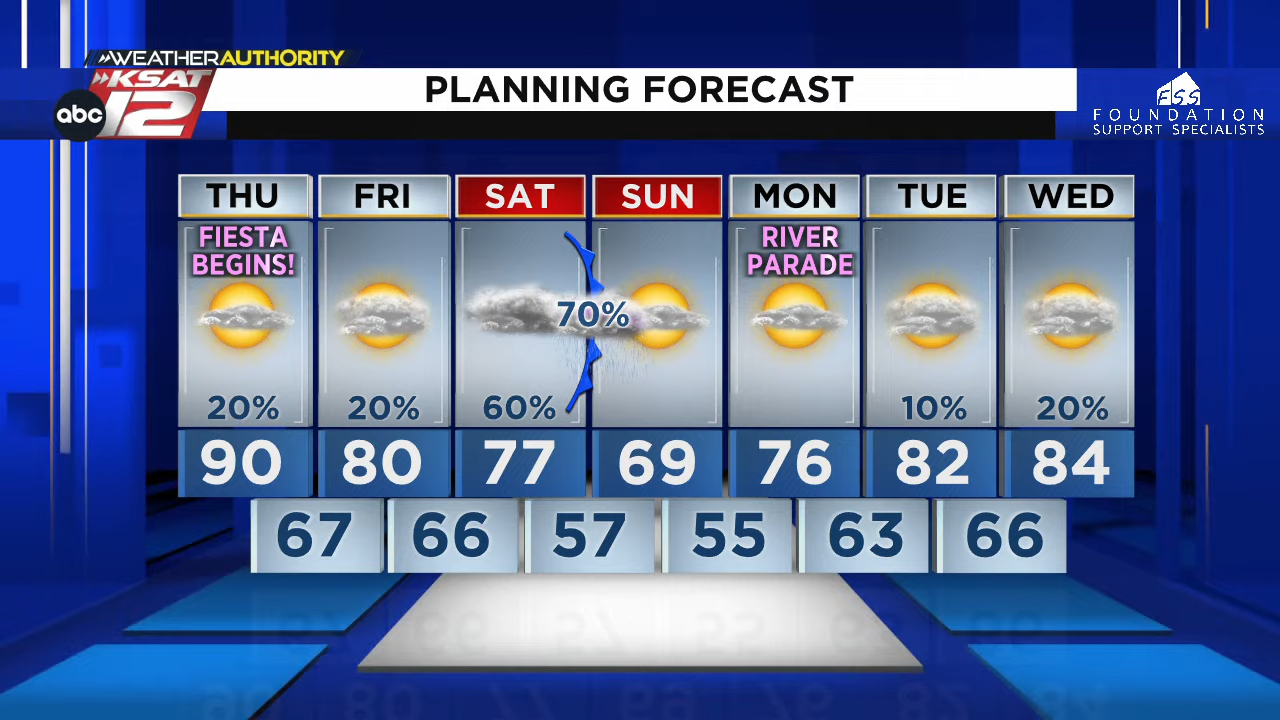 WEATHERAUTHORITY
KSAT
abc 12
PLANNING FORECAST
FSS
FOUNDATION
SUPPORT SPECIALISTS
THU FRI SAT SUN MON TUE WED
FIESTA
BEGINS!
RIVER
PARADE
70%
20% 20% 60% 10% 20%
90 80 77 69 76 82 84
67 66 57 55 63 66